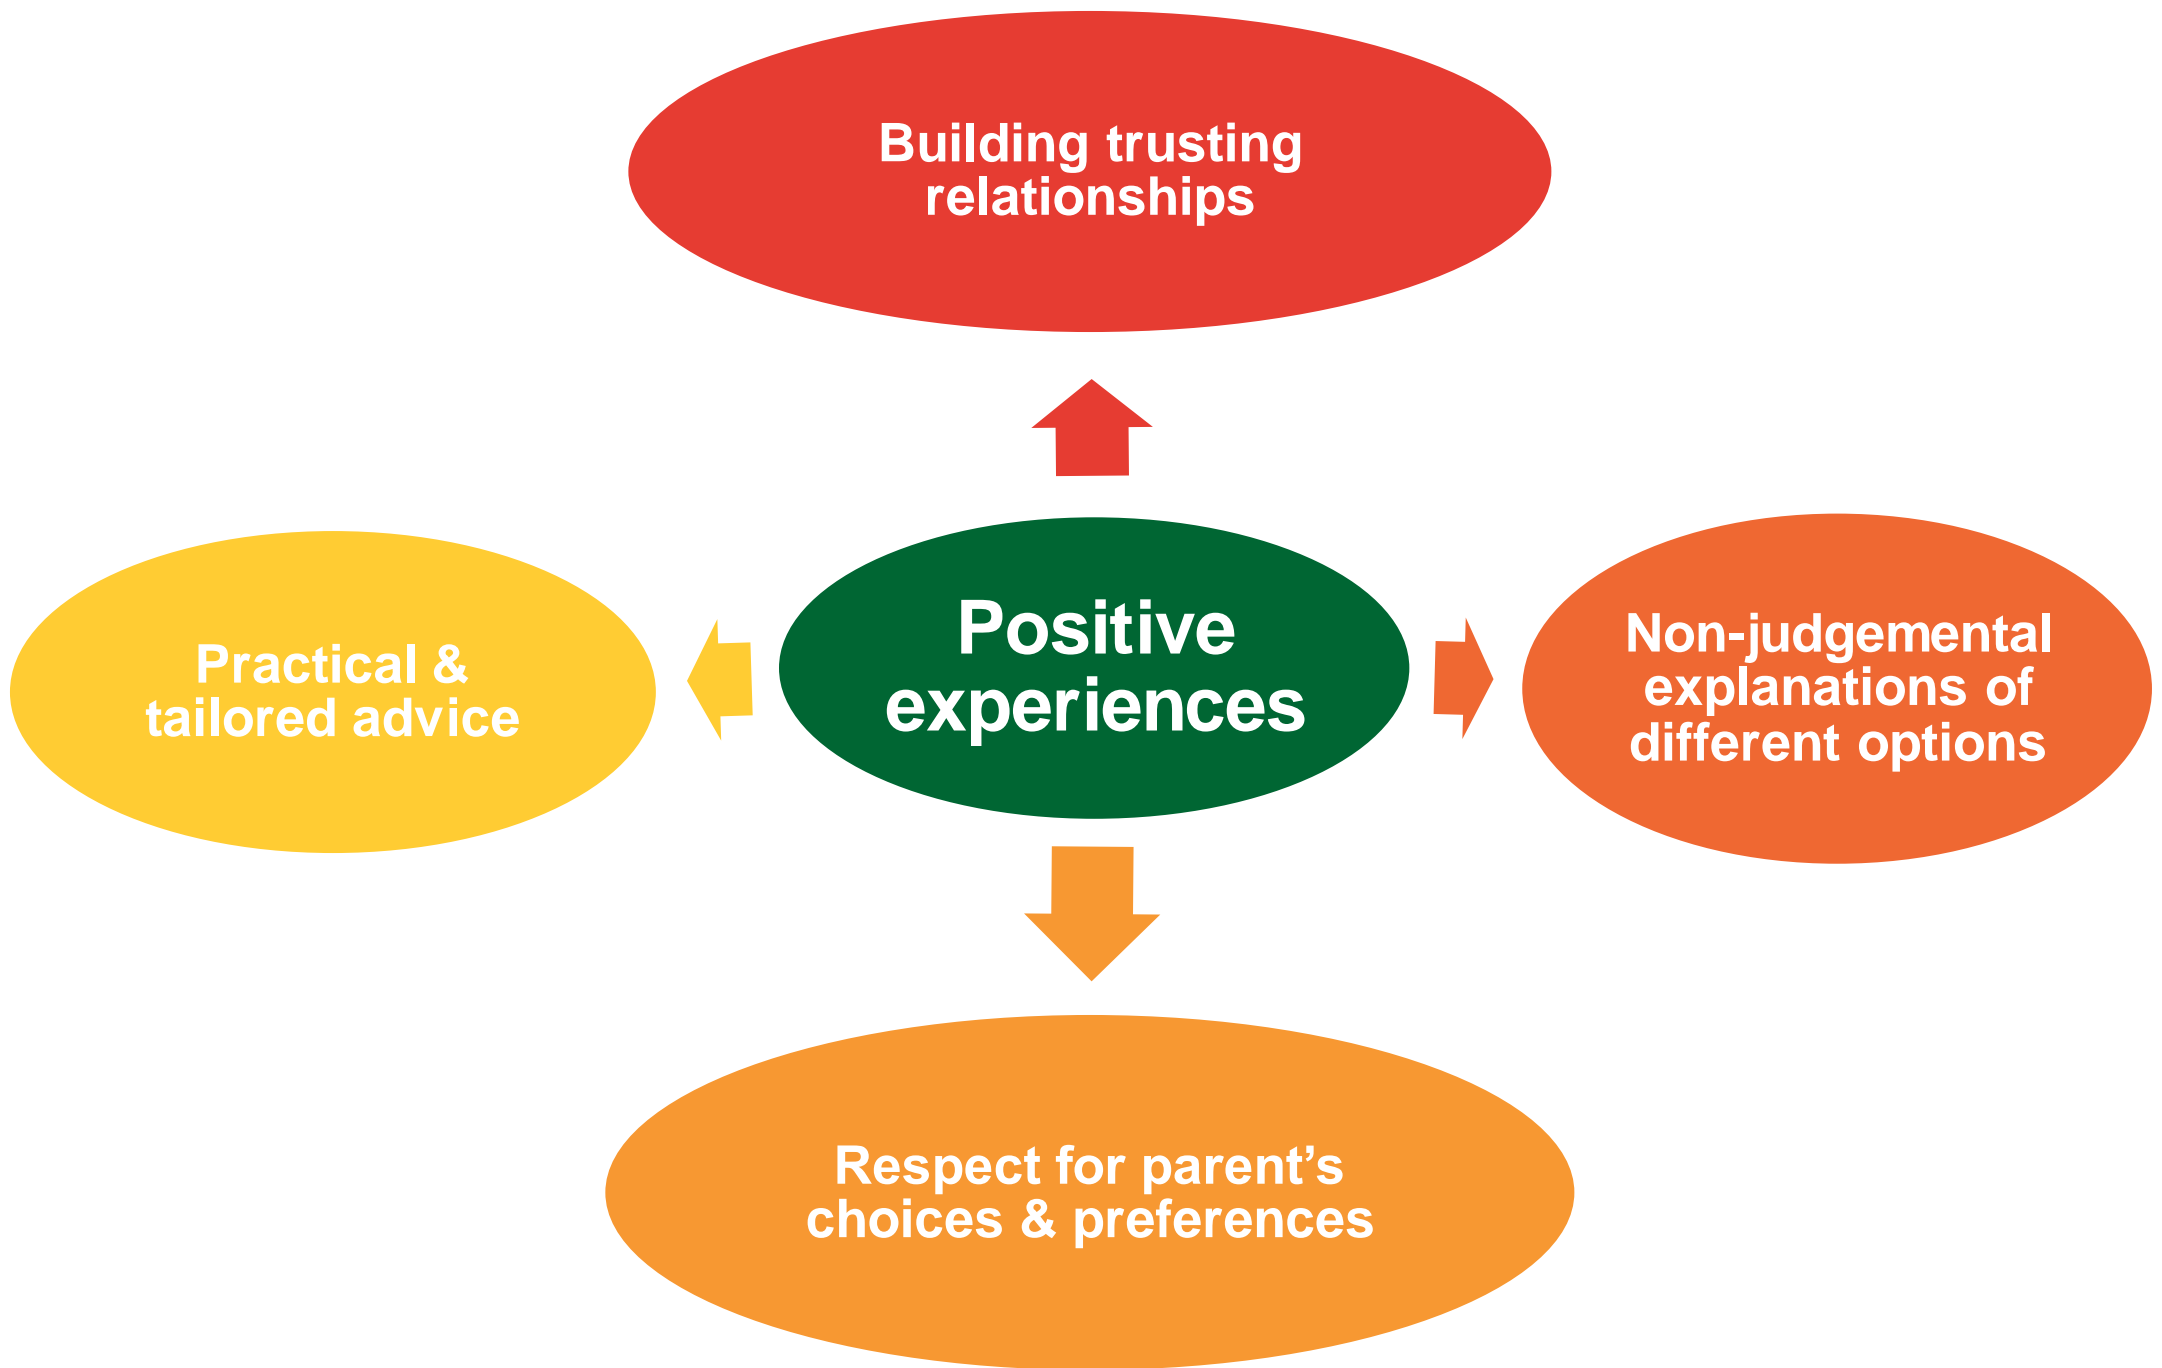 Building trusting
relationships
Practical &
tailored advice
Positive
experiences
Non-judgemental
explanations of
different options
Respect for parent’s
choices & preferences